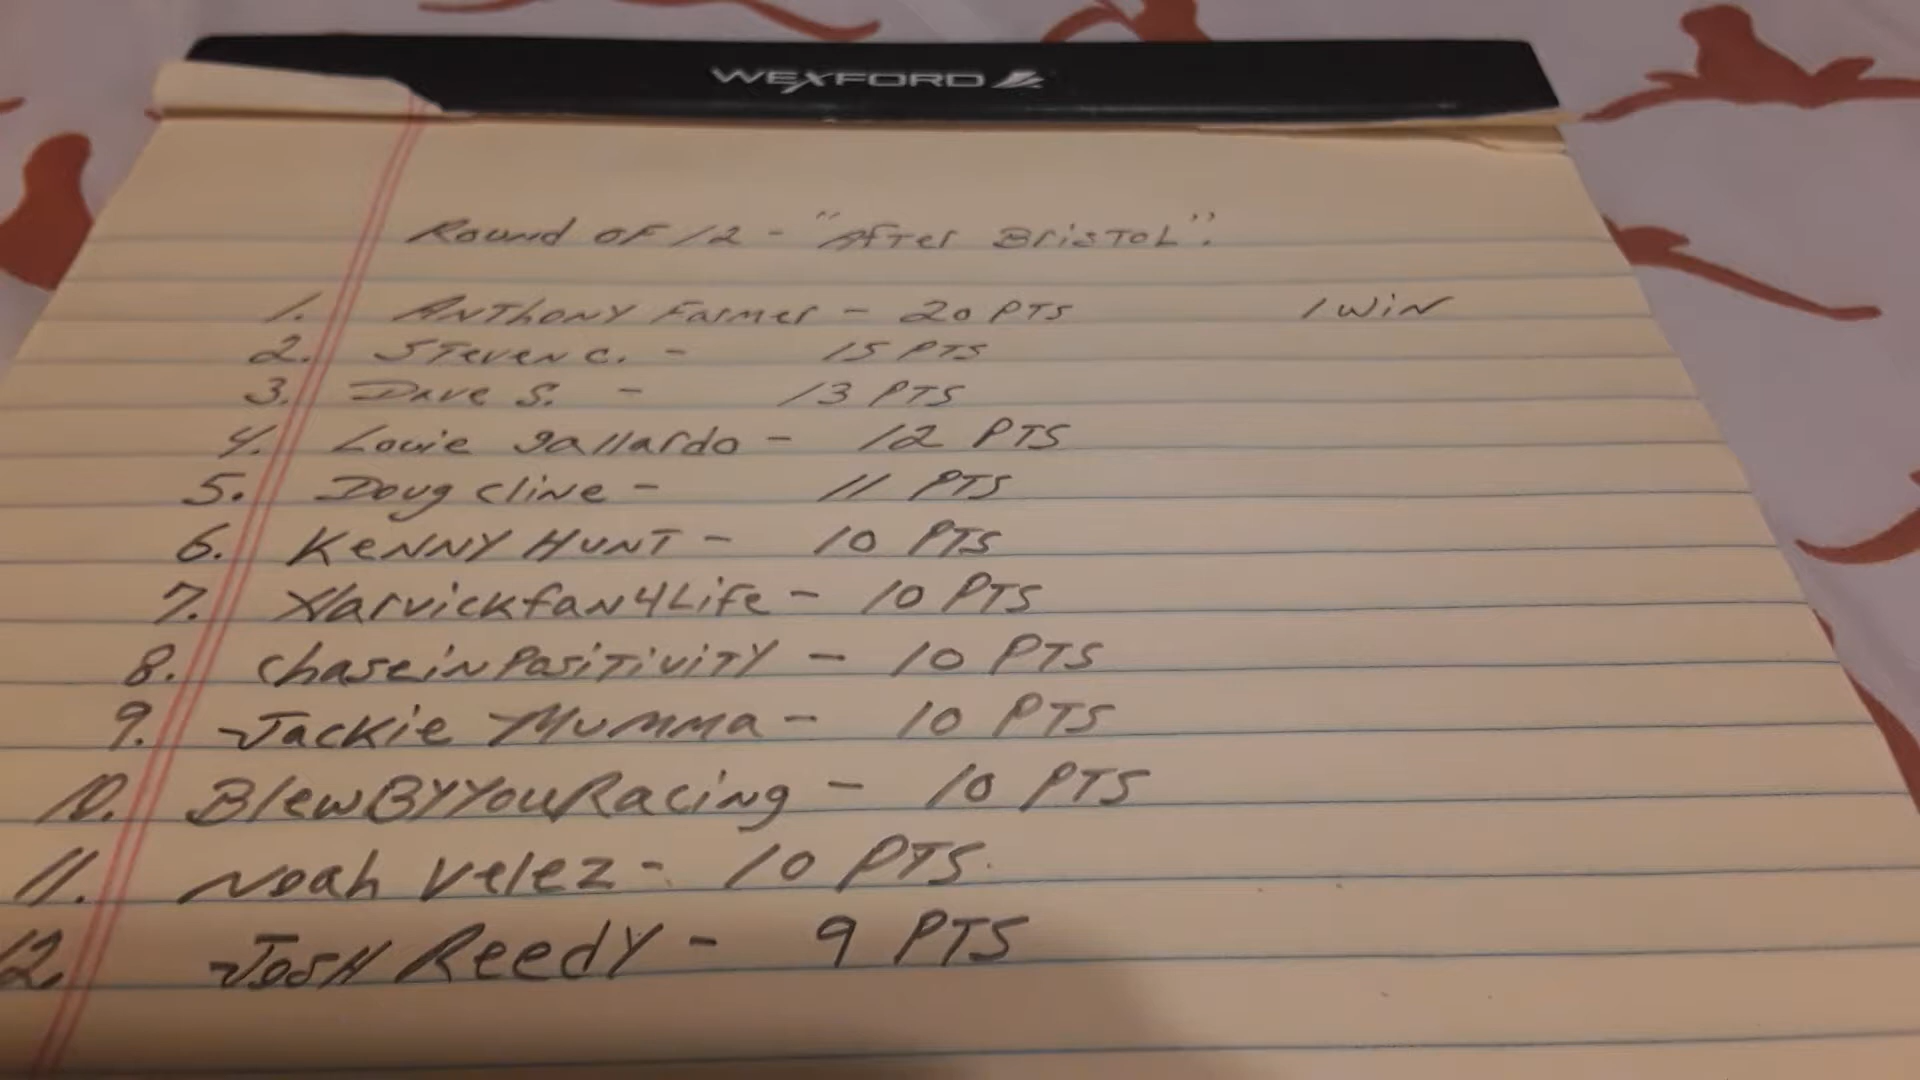 WEXFORD
Round OF 12 - "After Bristol".
1. Anthony Farmer - 20 PTS 1 Win
2. Steven C. - 15 PTS
3. Dave S. - 13 PTS
4. Louie gallardo - 12 PTS
5. Doug Cline - 11 PTS
6. Kenny Hunt - 10 PTS
7. XHarvickfan4Life - 10 PTS
8. ChaseinPositivity - 10 PTS
9. Jackie Mumma - 10 PTS
10. BlewByYouRacing - 10 PTS
11. Noah Velez - 10 PTS.
12. Josh Reedy - 9 PTS